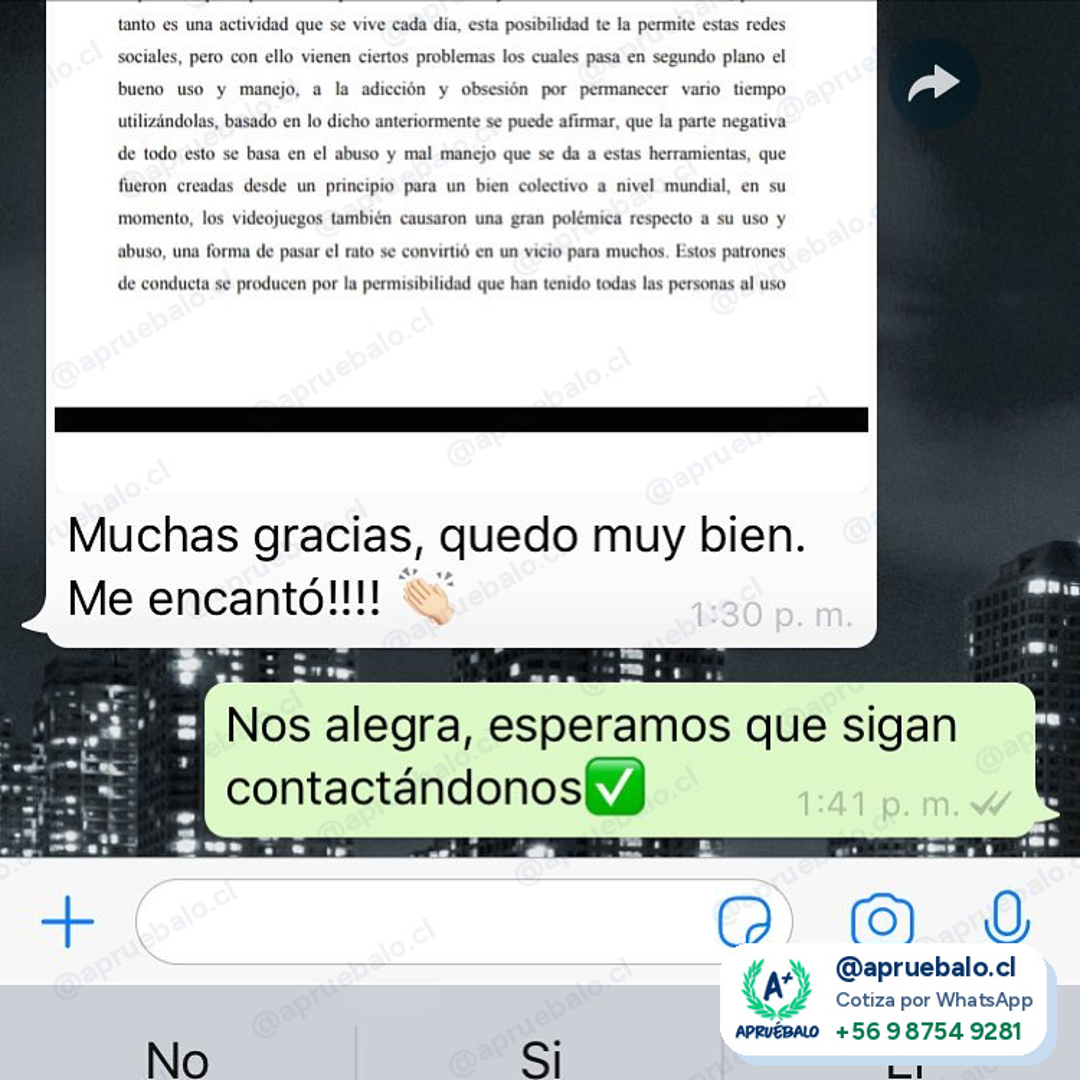 tanto es una actividad que se vive cada día, esta posibilidad te la permite estas redes
sociales, pero con ello vienen ciertos problemas los cuales pasa en segundo plano el
bueno uso y manejo, a la adicción y obsesión por permanecer vario tiempo
utilizándolas, basado en lo dicho anteriormente se puede afirmar, que la parte negativa
de todo esto se basa en el abuso y mal manejo que se da a estas herramientas, que
fueron creadas desde un principio para un bien colectivo a nivel mundial, en su
momento, los videojuegos también causaron una gran polémica respecto a su uso y
abuso, una forma de pasar el rato se convirtió en un vicio para muchos. Estos patrones
de conducta se producen por la permisibilidad que han tenido todas las personas al uso
Muchas gracias, quedo muy bien.
Me encantó!!!! 👏🏻
1:30 p. m.
Nos alegra, esperamos que sigan
contactándonos✅
1:41 p. m.
@apruebalo.cl
Cotiza por WhatsApp
+56 9 8754 9281
A+
APRUÉBALO
No
Si